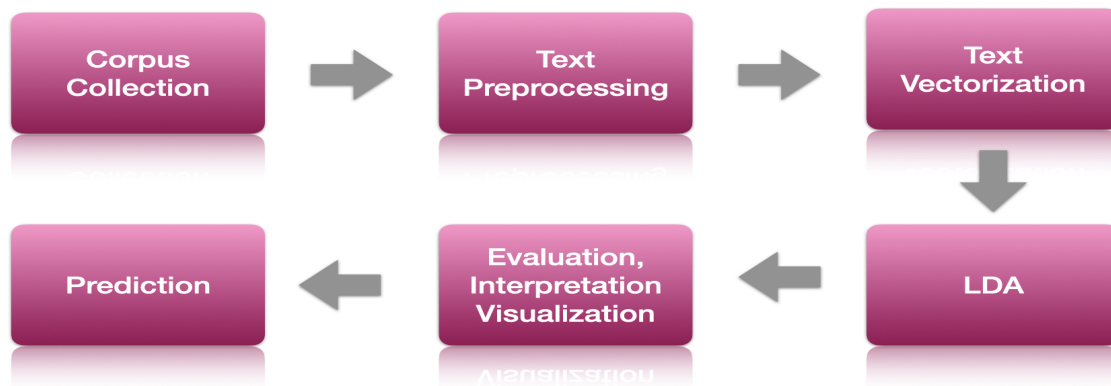 Corpus
Collection
Text
Preprocessing
Text
Vectorization
LDA
Evaluation,
Interpretation
Visualization
Prediction